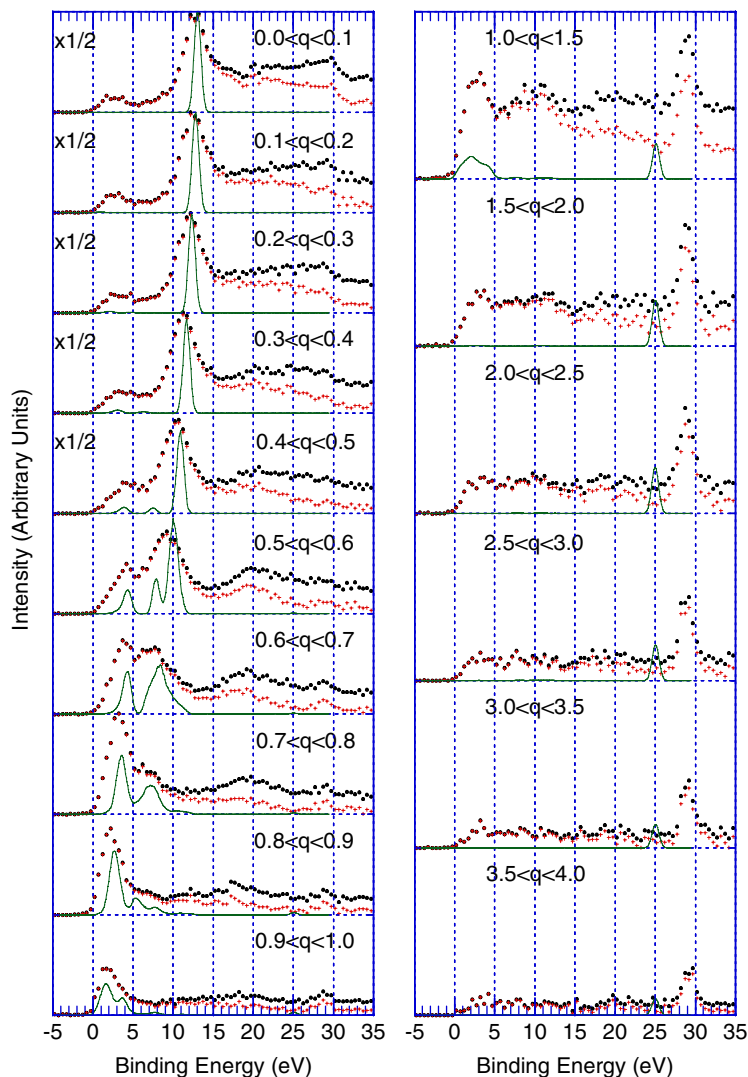 x1/2
0.0<q<0.1
x1/2
0.1<q<0.2
x1/2
0.2<q<0.3
x1/2
0.3<q<0.4
x1/2
0.4<q<0.5
0.5<q<0.6
0.6<q<0.7
0.7<q<0.8
0.8<q<0.9
0.9<q<1.0
Intensity (Arbitrary Units)
-5 0 5 10 15 20 25 30 35
Binding Energy (eV)
1.0<q<1.5
1.5<q<2.0
2.0<q<2.5
2.5<q<3.0
3.0<q<3.5
3.5<q<4.0
-5 0 5 10 15 20 25 30 35
Binding Energy (eV)